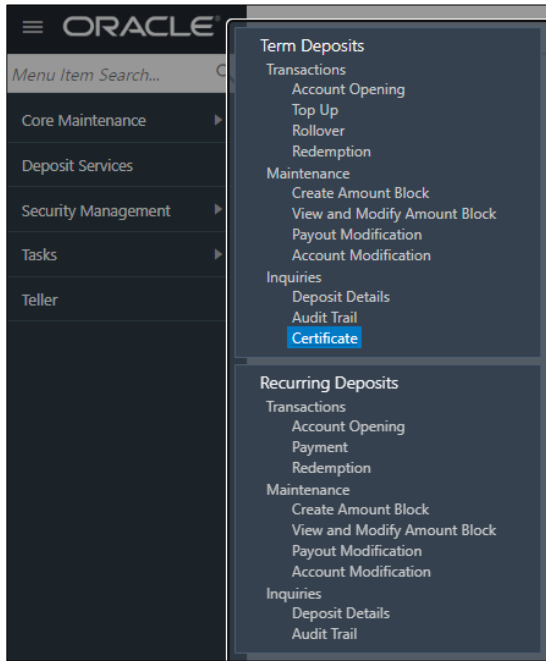 ORACLE
Menu Item Search...
Core Maintenance
Deposit Services
Security Management
Tasks
Teller
Term Deposits
Transactions
Account Opening
Top Up
Rollover
Redemption
Maintenance
Create Amount Block
View and Modify Amount Block
Payout Modification
Account Modification
Inquiries
Deposit Details
Audit Trail
Certificate
Recurring Deposits
Transactions
Account Opening
Payment
Redemption
Maintenance
Create Amount Block
View and Modify Amount Block
Payout Modification
Account Modification
Inquiries
Deposit Details
Audit Trail